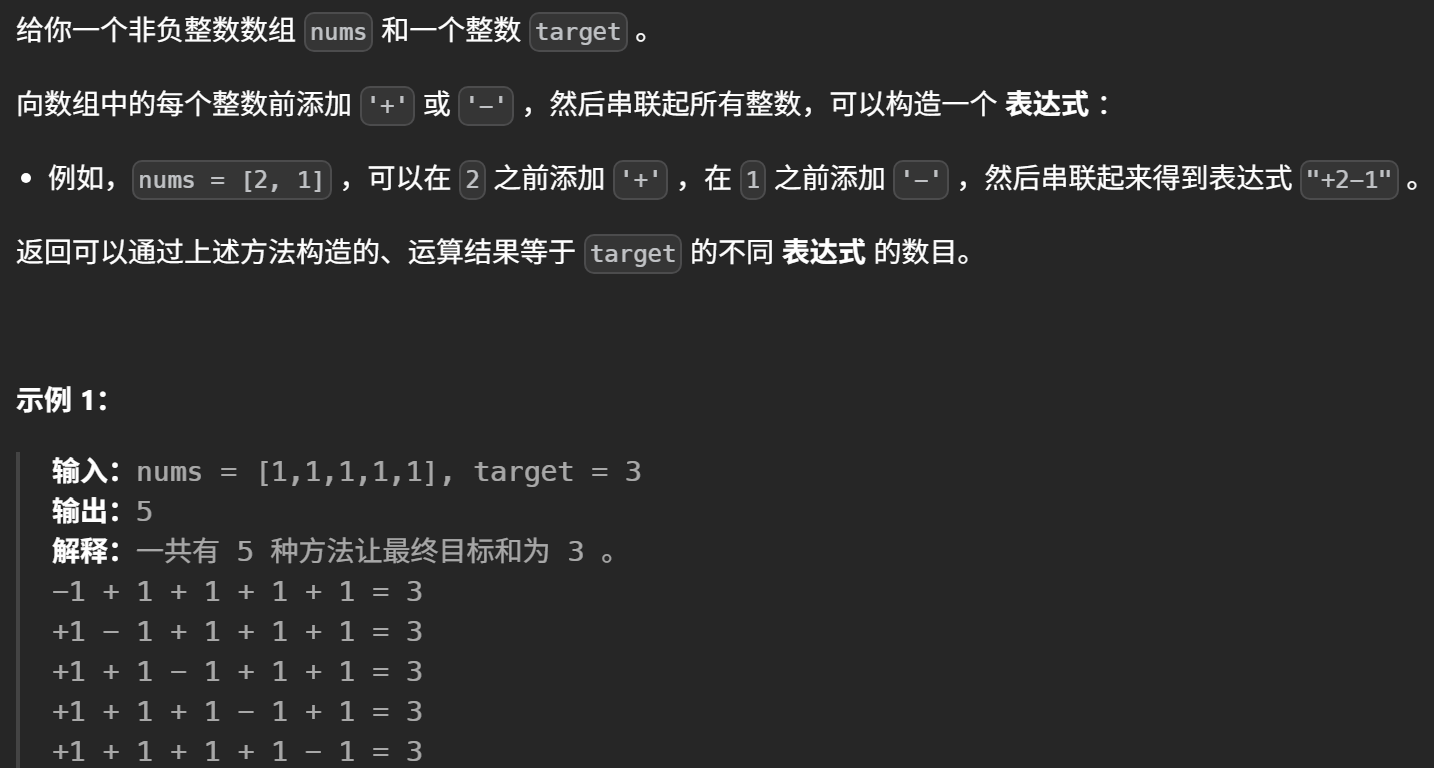 给你一个非负整数数组 nums 和一个整数 target 。
向数组中的每个整数前添加 '+' 或 '-' ，然后串联起所有整数，可以构造一个 表达式 ：
• 例如，nums = [2, 1] ，可以在 2 之前添加 '+' ，在 1 之前添加 '-' ，然后串联起来得到表达式 "+2-1" 。
返回可以通过上述方法构造的、运算结果等于 target 的不同 表达式 的数目。
示例 1：
输入：nums = [1,1,1,1,1], target = 3
输出：5
解释：一共有 5 种方法让最终目标和为 3 。
-1 + 1 + 1 + 1 + 1 = 3
+1 - 1 + 1 + 1 + 1 = 3
+1 + 1 - 1 + 1 + 1 = 3
+1 + 1 + 1 - 1 + 1 = 3
+1 + 1 + 1 + 1 - 1 = 3